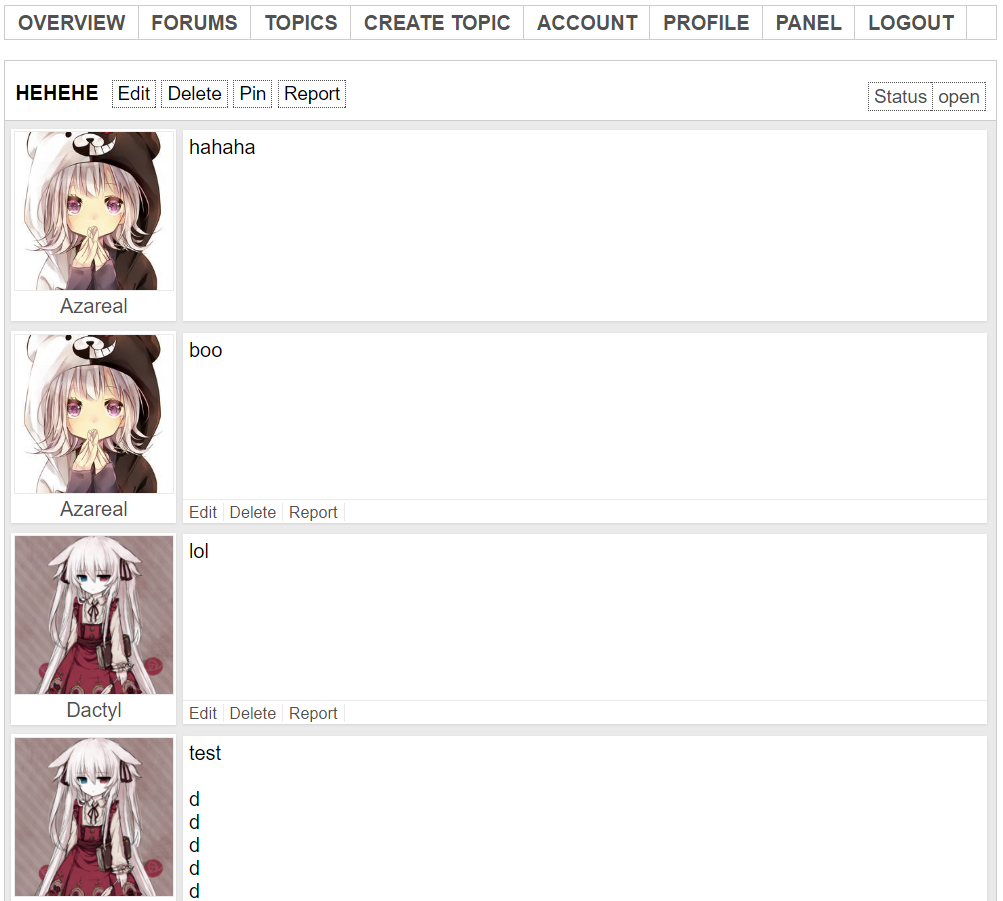 OVERVIEW FORUMS TOPICS CREATE TOPIC ACCOUNT PROFILE PANEL LOGOUT
HEHEHE Edit Delete Pin Report Status open
hahaha
Azareal
boo
Azareal
Edit Delete Report
lol
Dactyl
Edit Delete Report
test
d
d
d
d
d